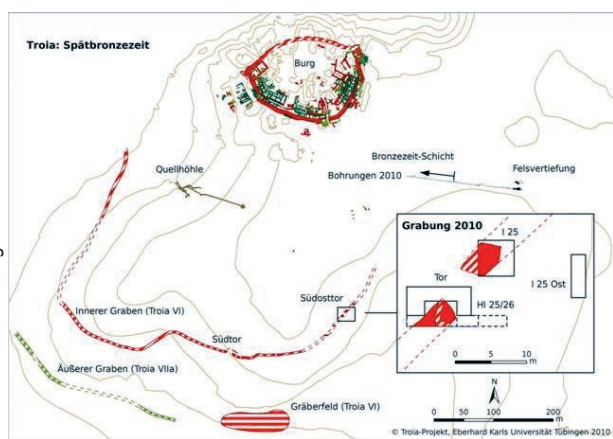 Troia: Spätbronzezeit
Burg
Quellhöhle
Bronzezeit-Schicht
Bohrungen 2010
Felsvertiefung
Grabung 2010
I 25
I 25 Ost
Tor
HI 25/26
0 5 10
m
Südosttor
Innerer Graben (Troia VI)
Südtor
Äußerer Graben (Troia VIIa)
Gräberfeld (Troia VI)
N
0 100 200
m
© Troia-Projekt, Eberhard Karls Universität Tübingen 2010